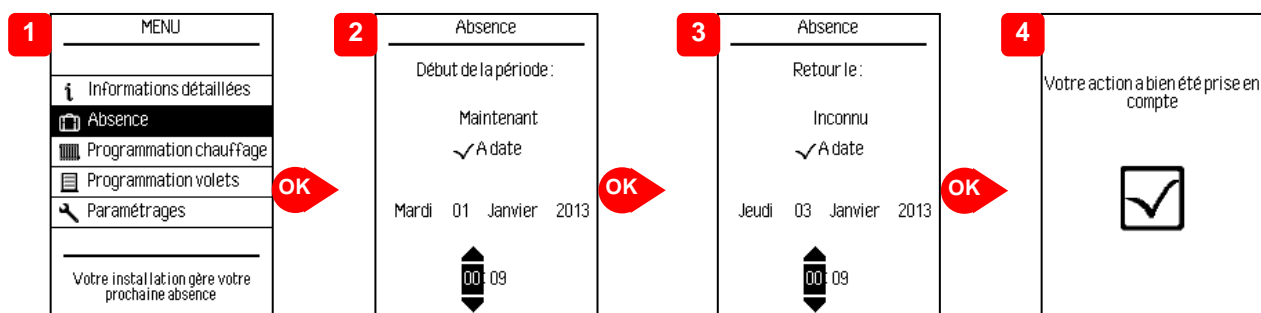 1
MENU
Informations détaillées
Absence
Programmation chauffage
Programmation volets
Paramétrages
Votre installation gère votre
prochaine absence
OK
2
Absence
Début de la période :
Maintenant
A date
Mardi 01 Janvier 2013
00 : 09
OK
3
Absence
Retour le :
Inconnu
A date
Jeudi 03 Janvier 2013
00 : 09
OK
4
Votre action a bien été prise en
compte